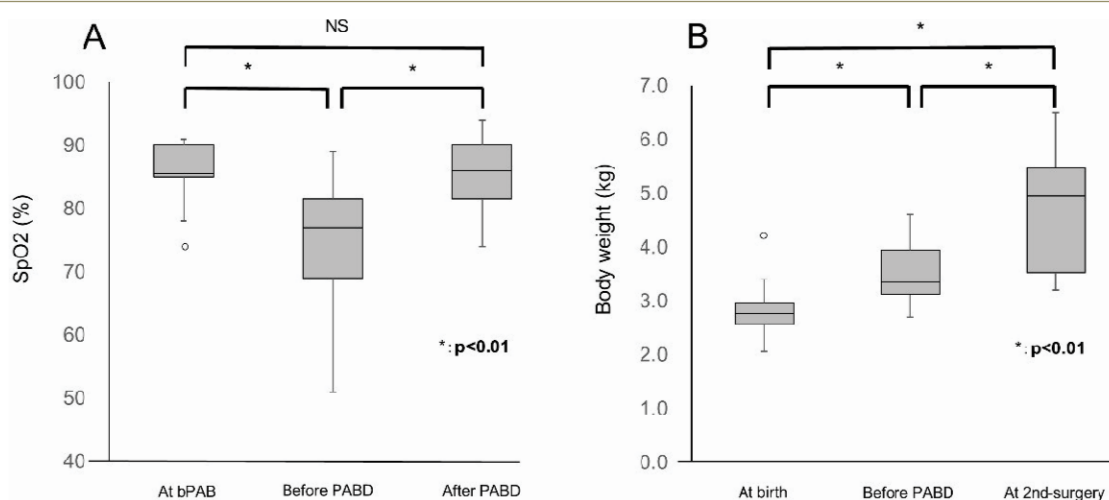 A
NS
*
*
100
90
80
70
60
50
40
SpO2 (%)
*: p<0.01
At bPAB
Before PABD
After PABD
B
*
*
*
7.0
6.0
5.0
4.0
3.0
2.0
1.0
0.0
Body weight (kg)
*: p<0.01
At birth
Before PABD
At 2nd-surgery